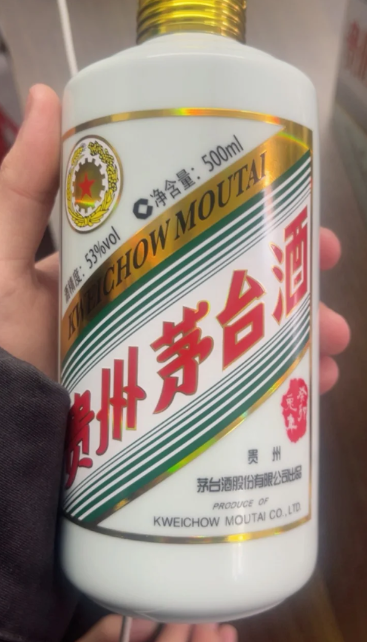 净含量：500ml
酒精度：53%vol
KWEICHOW MOUTAI
贵州茅台酒
贵 州
茅台酒股份有限公司出品
PRODUCE OF
KWEICHOW MOUTAI CO., LTD.